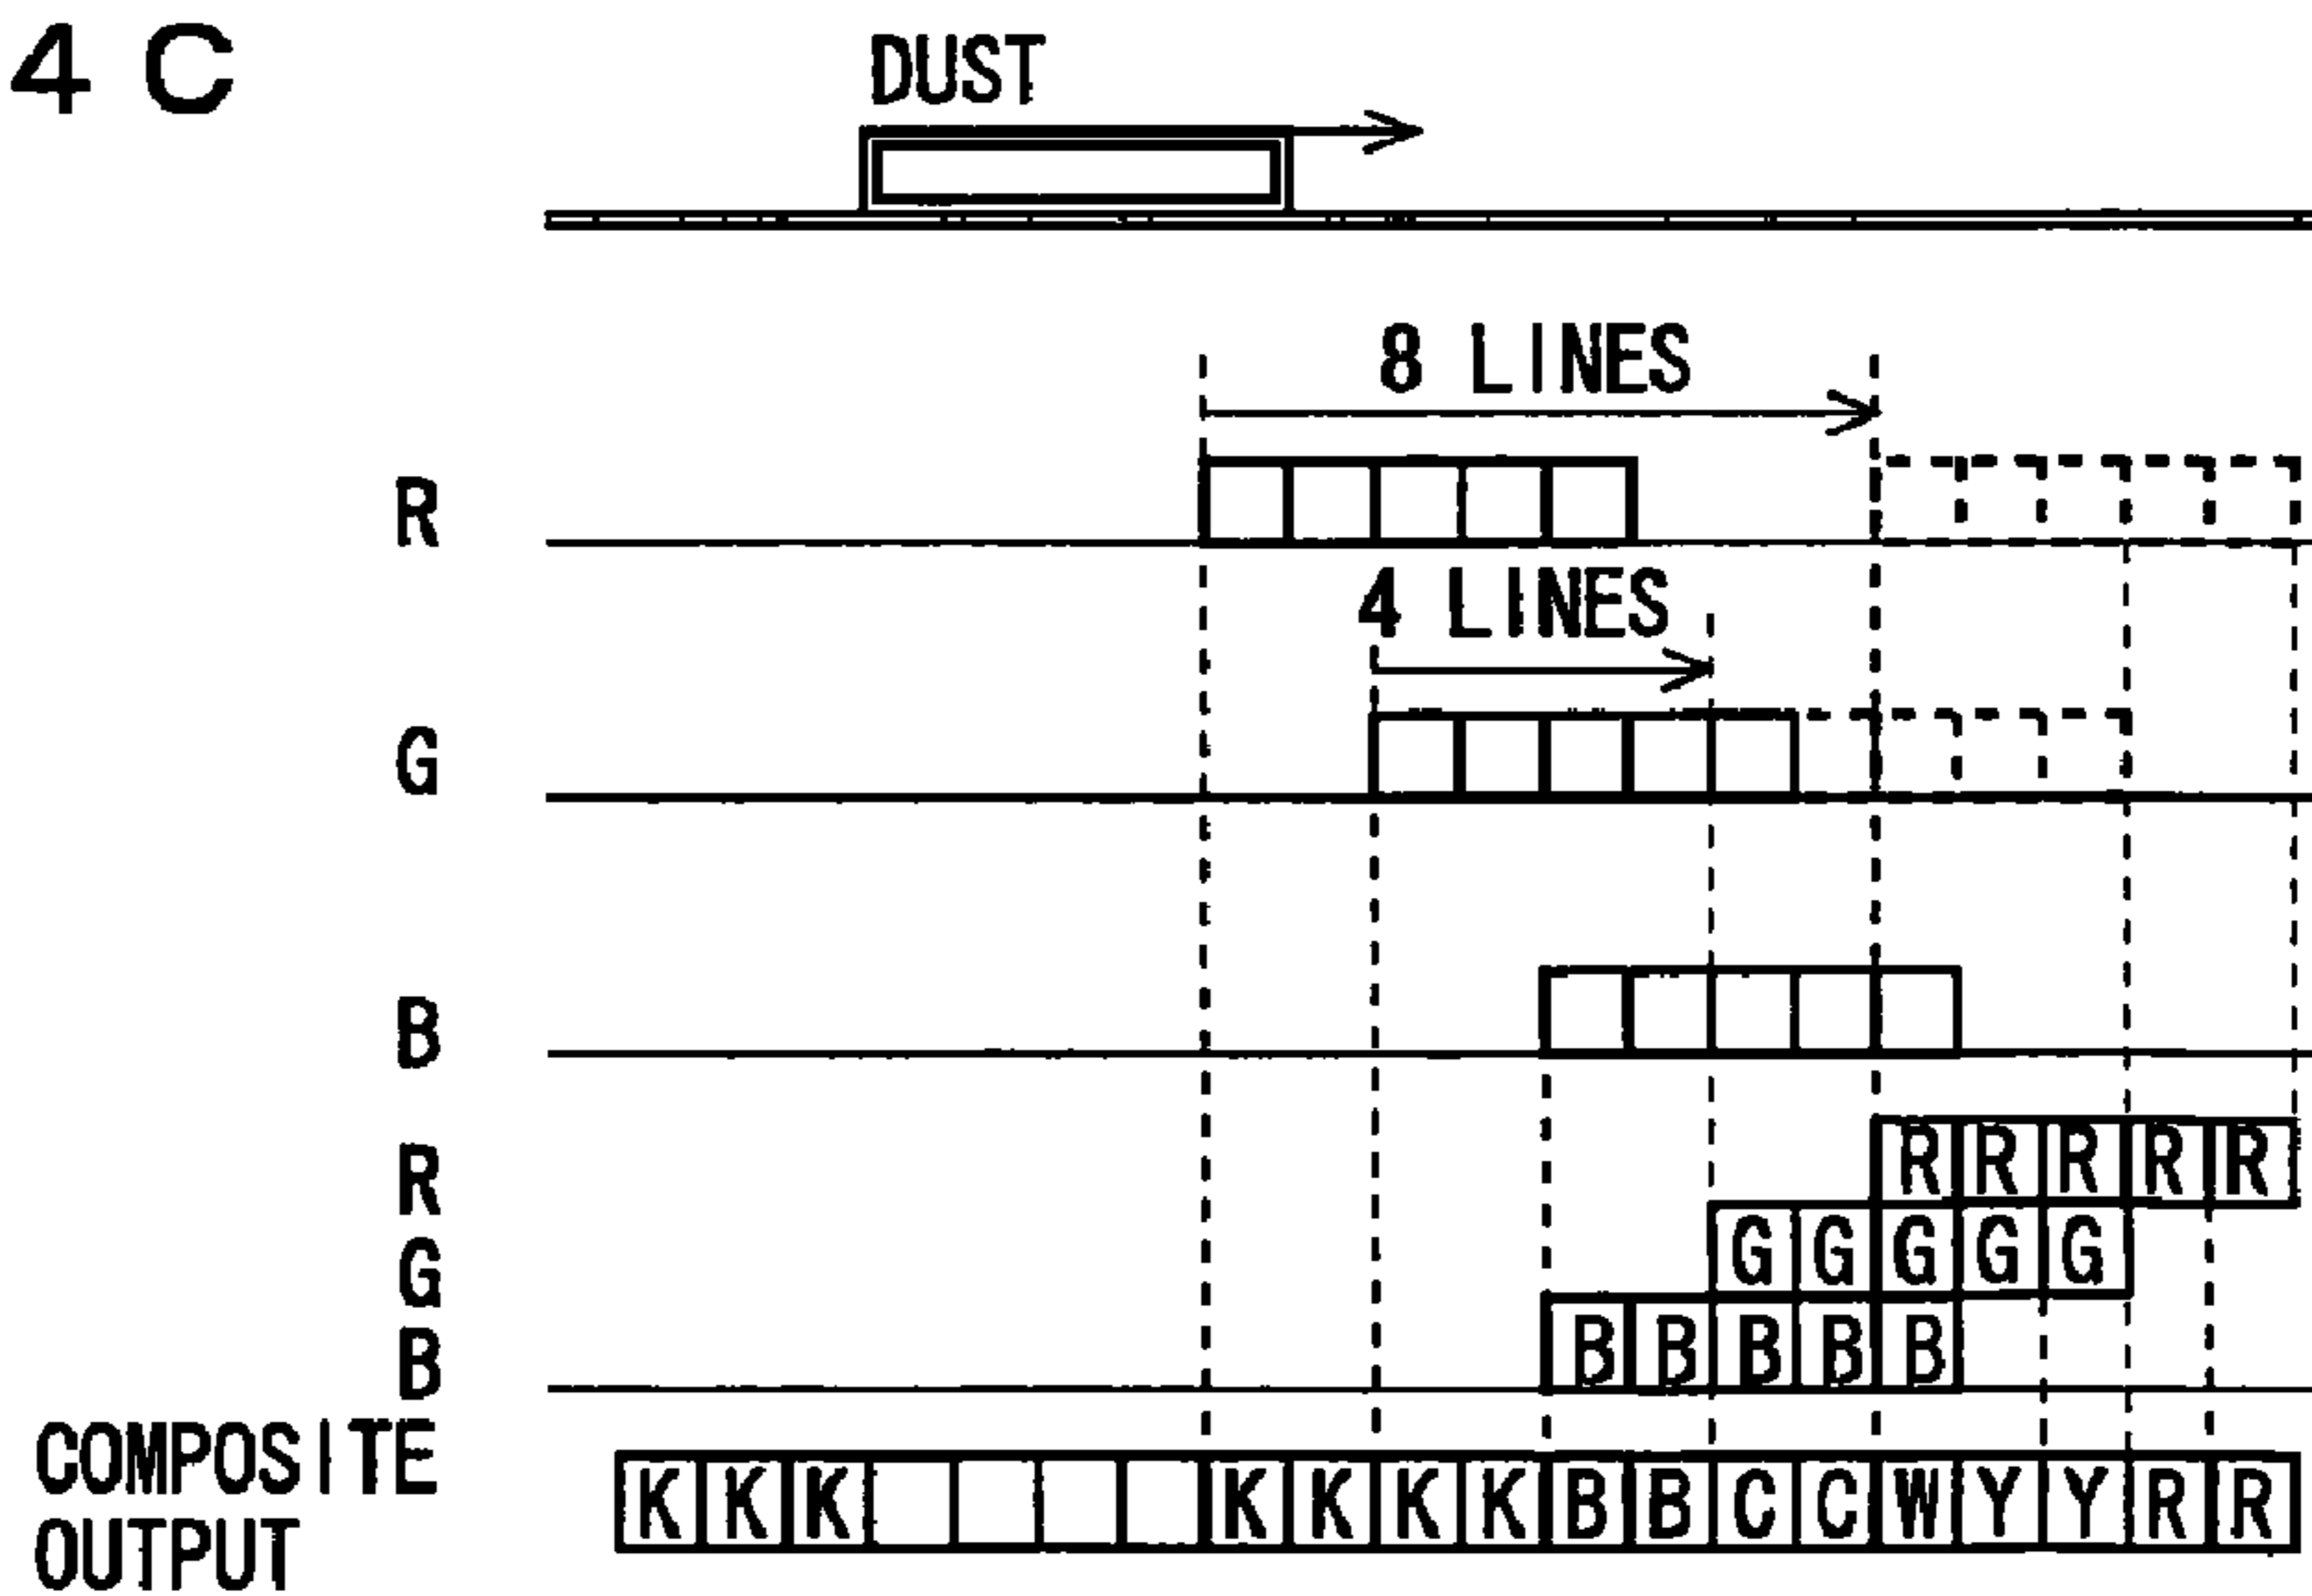 4 C
DUST
8 LINES
R
4 LINES
G
B
R R R R R R
G G G G G G
B B B B B B
COMPOSITE OUTPUT K K K K K K K B B C C W Y Y R R